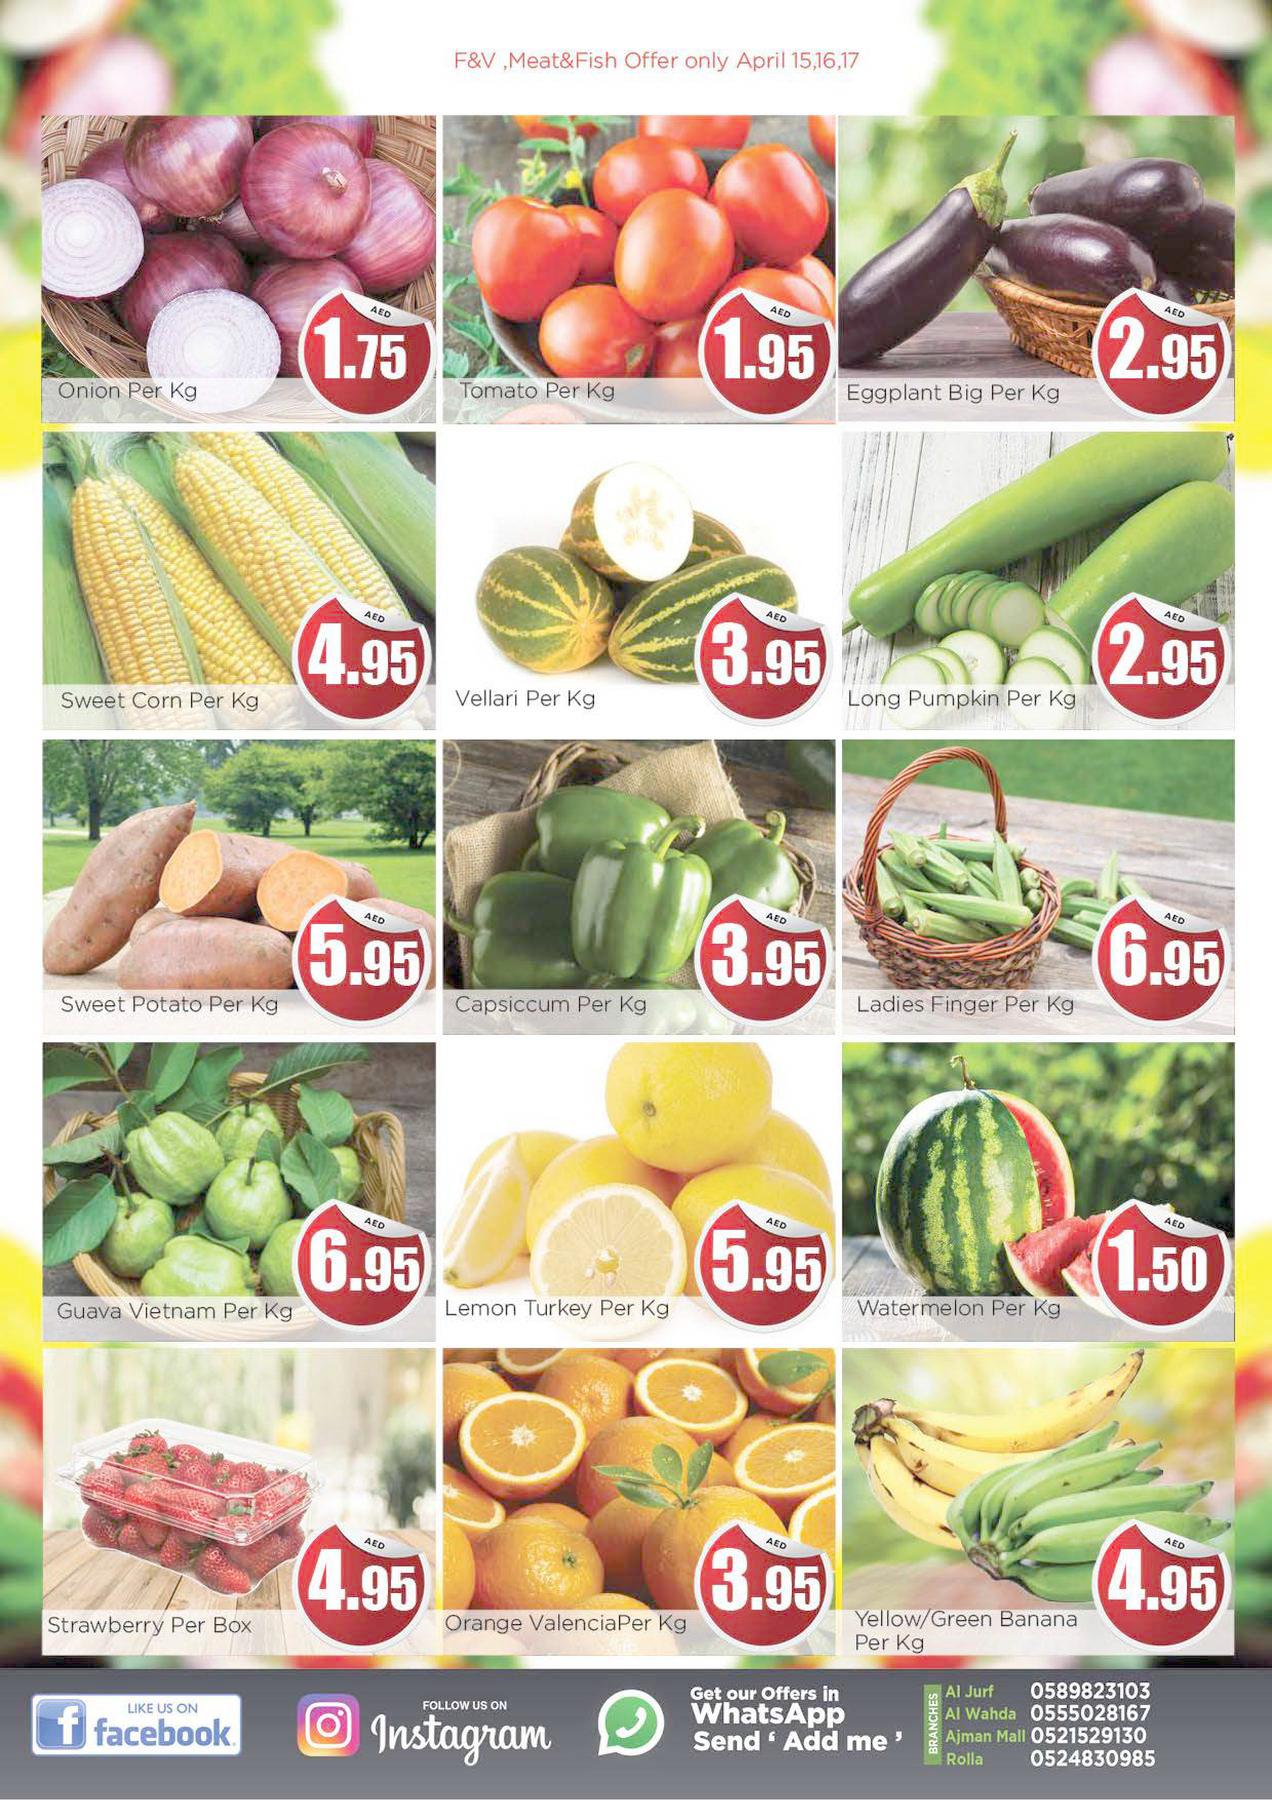 F&V ,Meat&Fish Offer only April 15,16,17
AED
1.75
Onion Per Kg
AED
1.95
Tomato Per Kg
AED
2.95
Eggplant Big Per Kg
AED
4.95
Sweet Corn Per Kg
AED
3.95
Vellari Per Kg
AED
2.95
Long Pumpkin Per Kg
AED
5.95
Sweet Potato Per Kg
AED
3.95
Capsiccum Per Kg
AED
6.95
Ladies Finger Per Kg
AED
6.95
Guava Vietnam Per Kg
AED
5.95
Lemon Turkey Per Kg
AED
1.50
Watermelon Per Kg
AED
4.95
Strawberry Per Box
AED
3.95
Orange ValenciaPer Kg
AED
4.95
Yellow/Green Banana
Per Kg
LIKE US ON
facebook
FOLLOW US ON
Instagram
Get our Offers in
WhatsApp
Send ‘ Add me ’
BRANCHES
Al Jurf 0589823103
Al Wahda 0555028167
Ajman Mall 0521529130
Rolla 0524830985